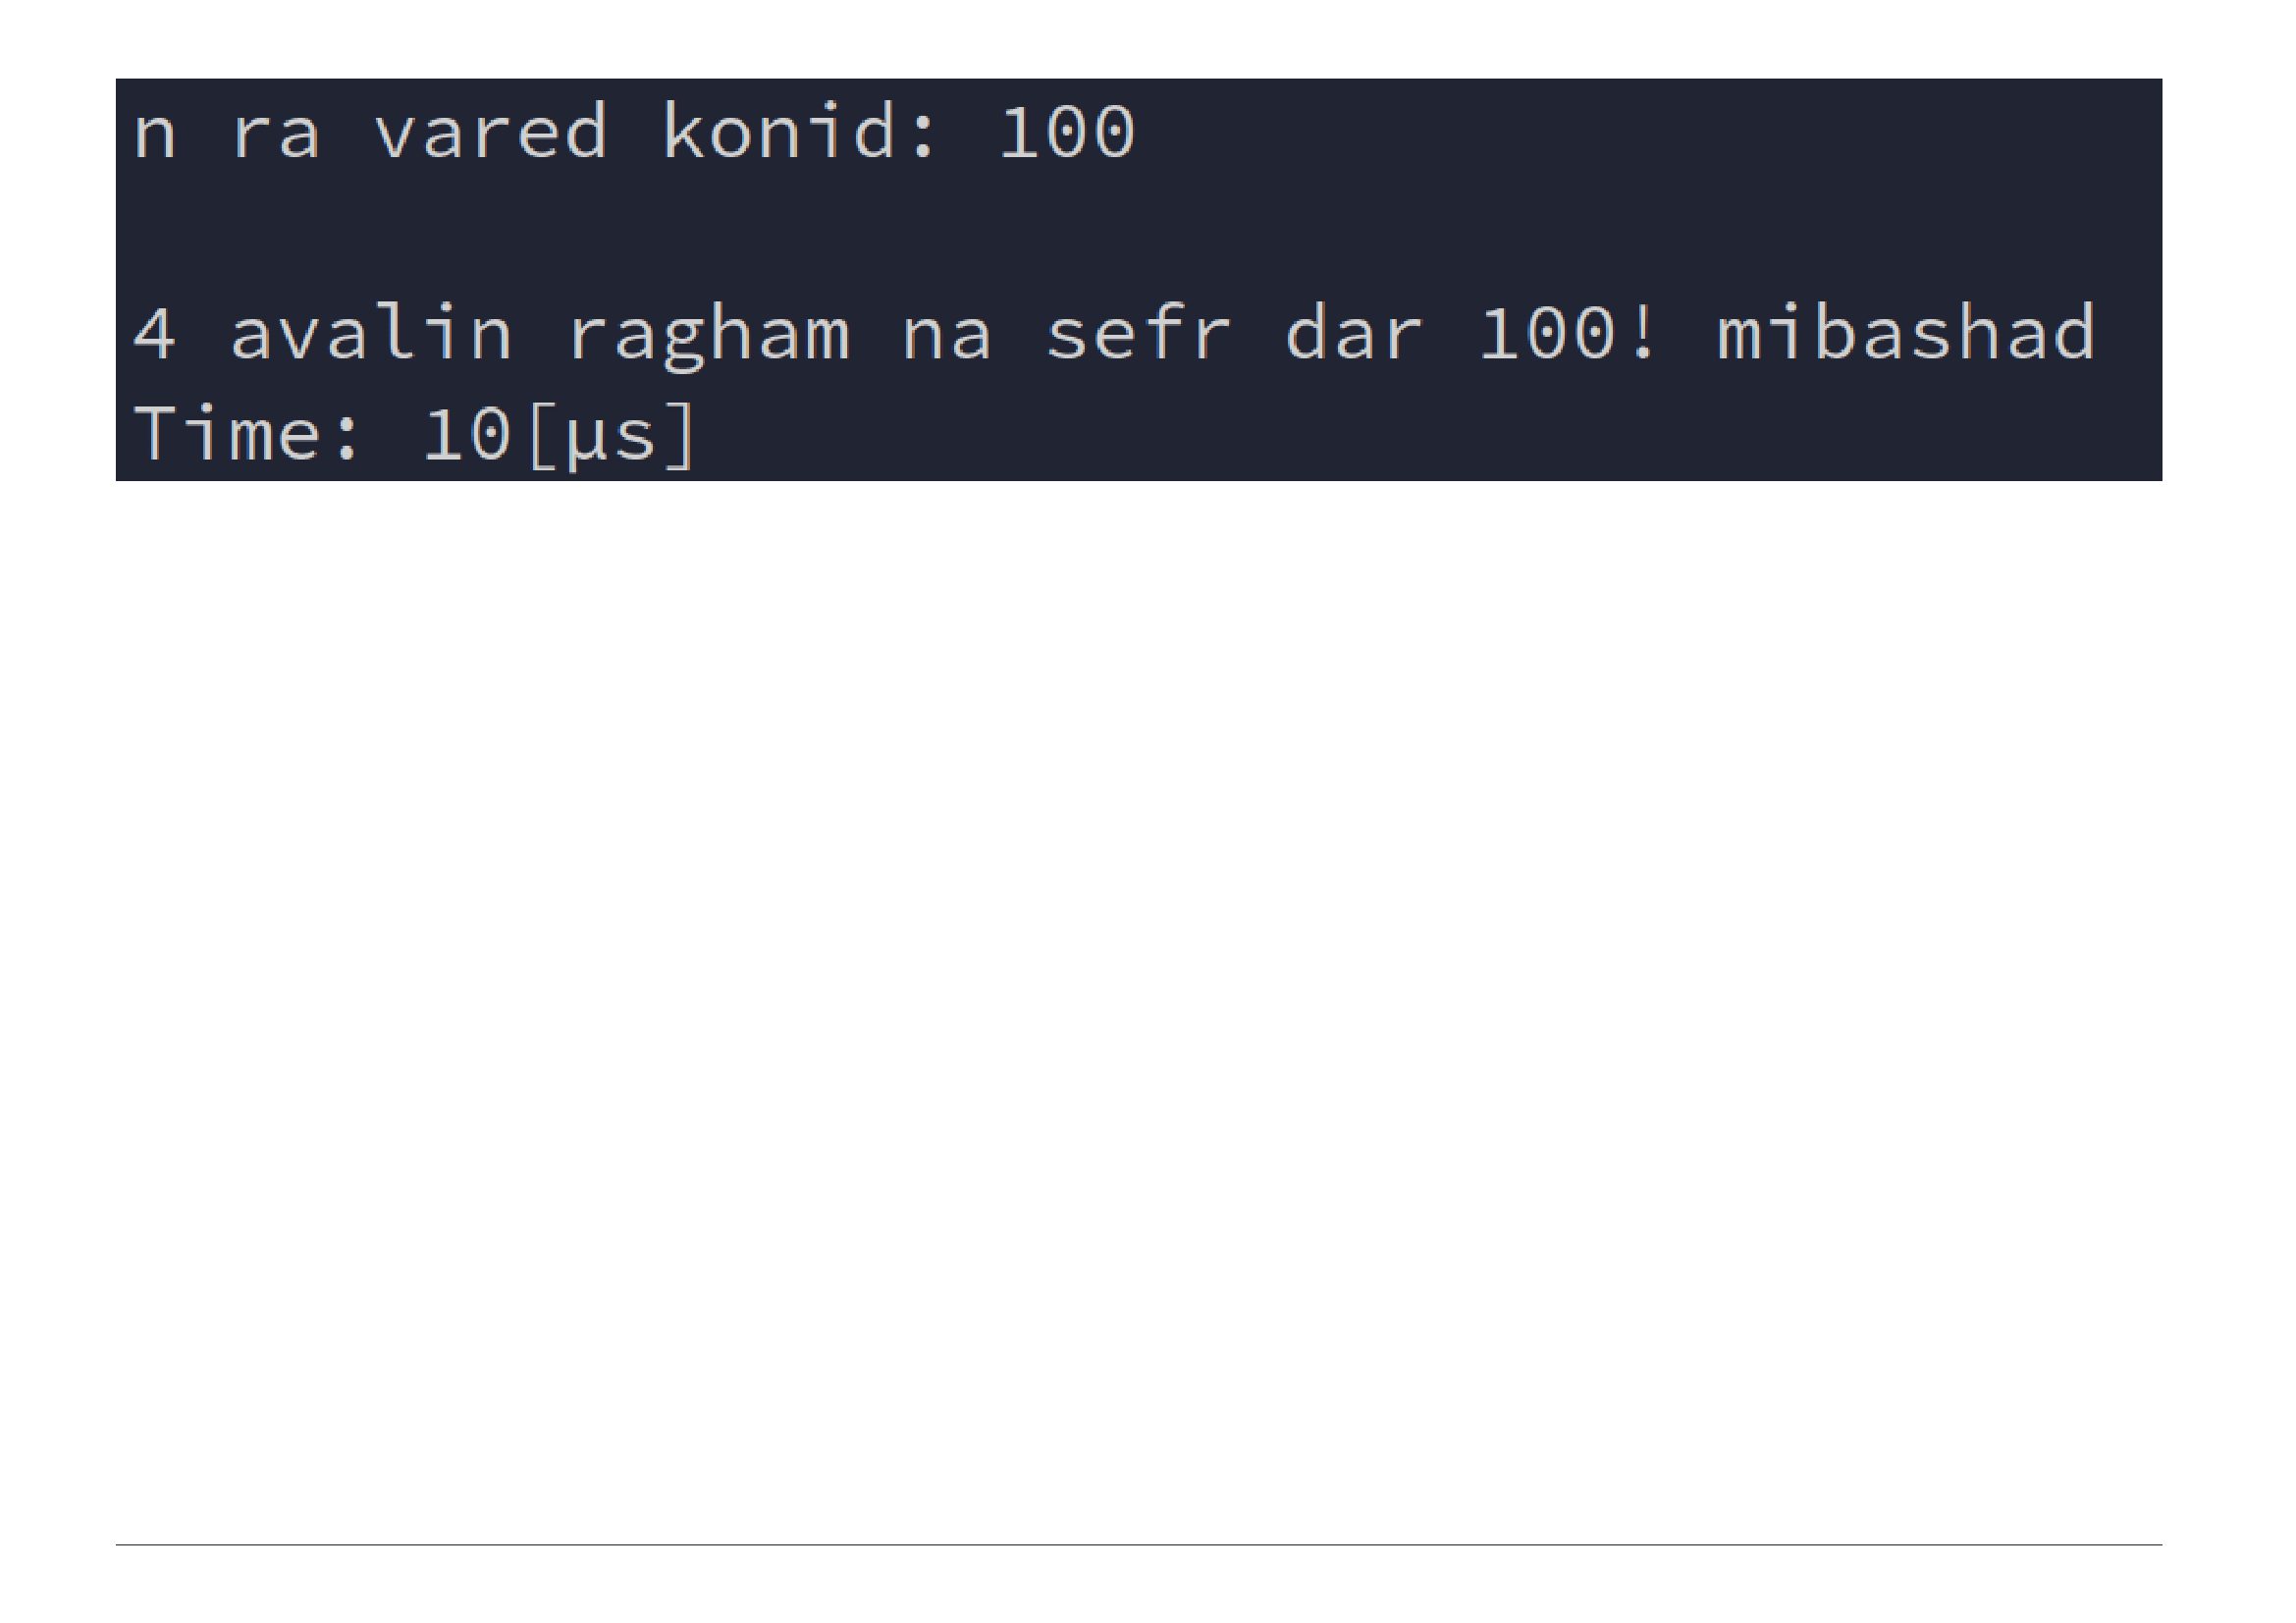 n ra vared konid: 100
4 avalin ragham na sefr dar 100! mibashad
Time: 10[µs]